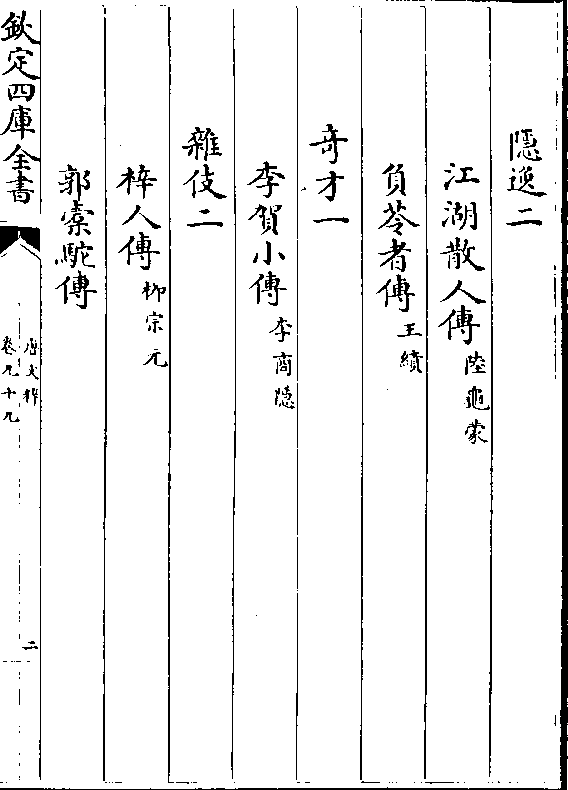 隱逸二
江湖散人傳 陸龜蒙
負苓者傳 王績
奇才一
李賀小傳 李商隱
雜伎二
梓人傳 柳宗元
郭橐駝傳
欽定四庫全書
唐文粹
卷九十九
二